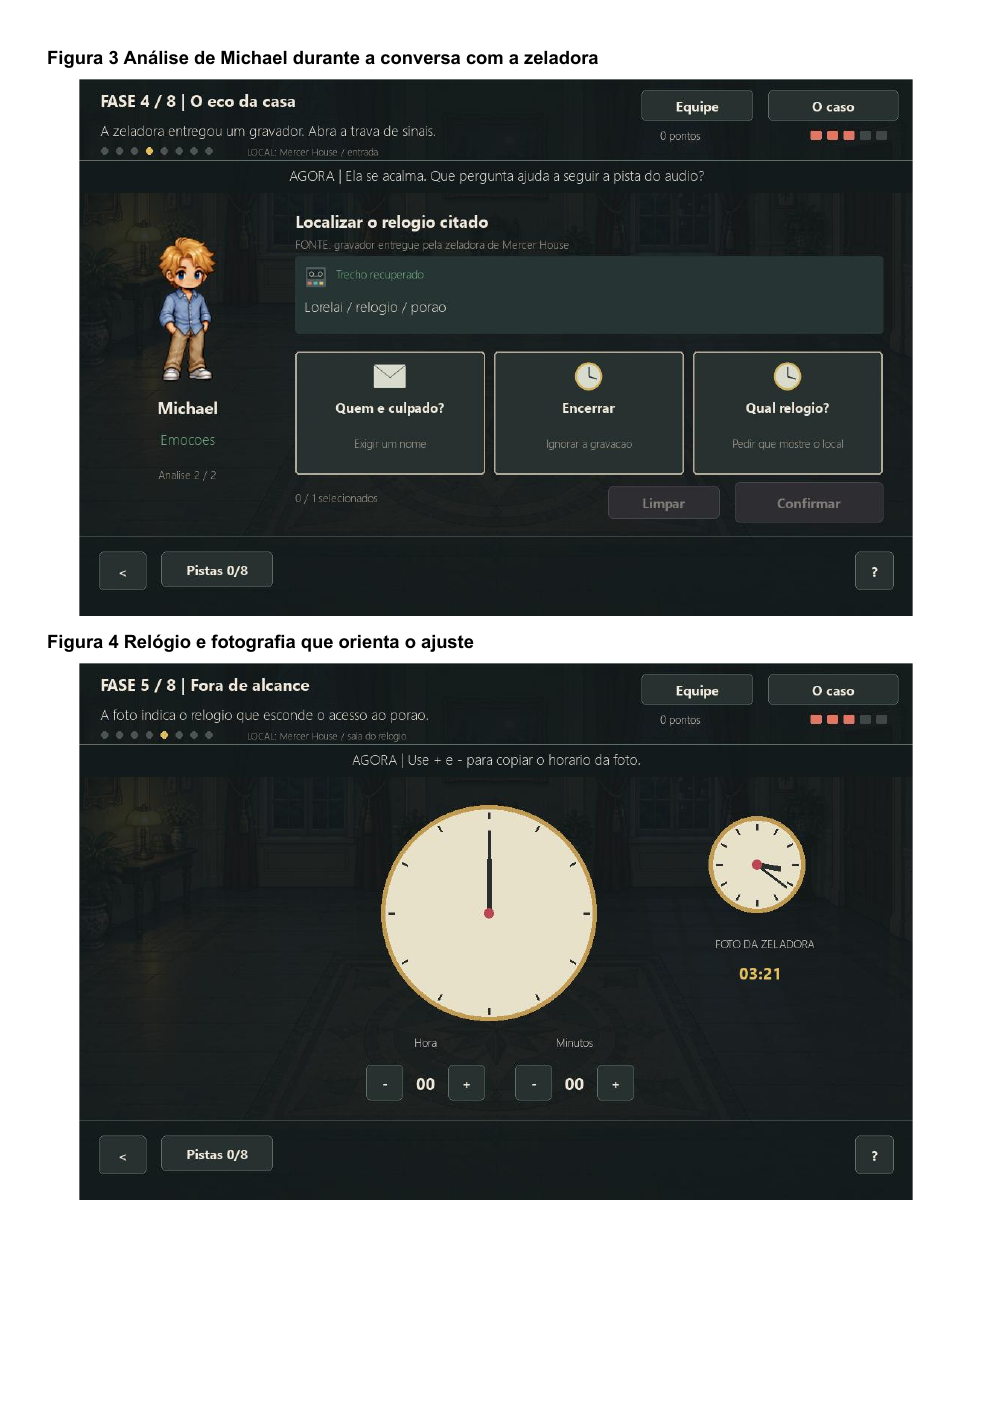 Figura 3 Análise de Michael durante a conversa com a zeladora
FASE 4 / 8 | O eco da casa
Equipe
O caso
A zeladora entregou um gravador. Abra a trava de sinais.
0 pontos
LOCAL: Mercer House / entrada
AGORA | Ela se acalma. Que pergunta ajuda a seguir a pista do audio?
Localizar o relogio citado
FONTE: gravador entregue pela zeladora de Mercer House
Trecho recuperado
Lorelai / relogio / porao
Michael
Emocoes
Analise 2 / 2
Quem e culpado?
Exigir um nome
Encerrar
Ignorar a gravacao
Qual relogio?
Pedir que mostre o local
0 / 1 selecionados
Limpar
Confirmar
<
Pistas 0/8
?
Figura 4 Relógio e fotografia que orienta o ajuste
FASE 5 / 8 | Fora de alcance
Equipe
O caso
A foto indica o relogio que esconde o acesso ao porao.
0 pontos
LOCAL: Mercer House / sala do relogio
AGORA | Use + e - para copiar o horario da foto.
FOTO DA ZELADORA
03:21
Hora
Minutos
- 00 +
- 00 +
<
Pistas 0/8
?